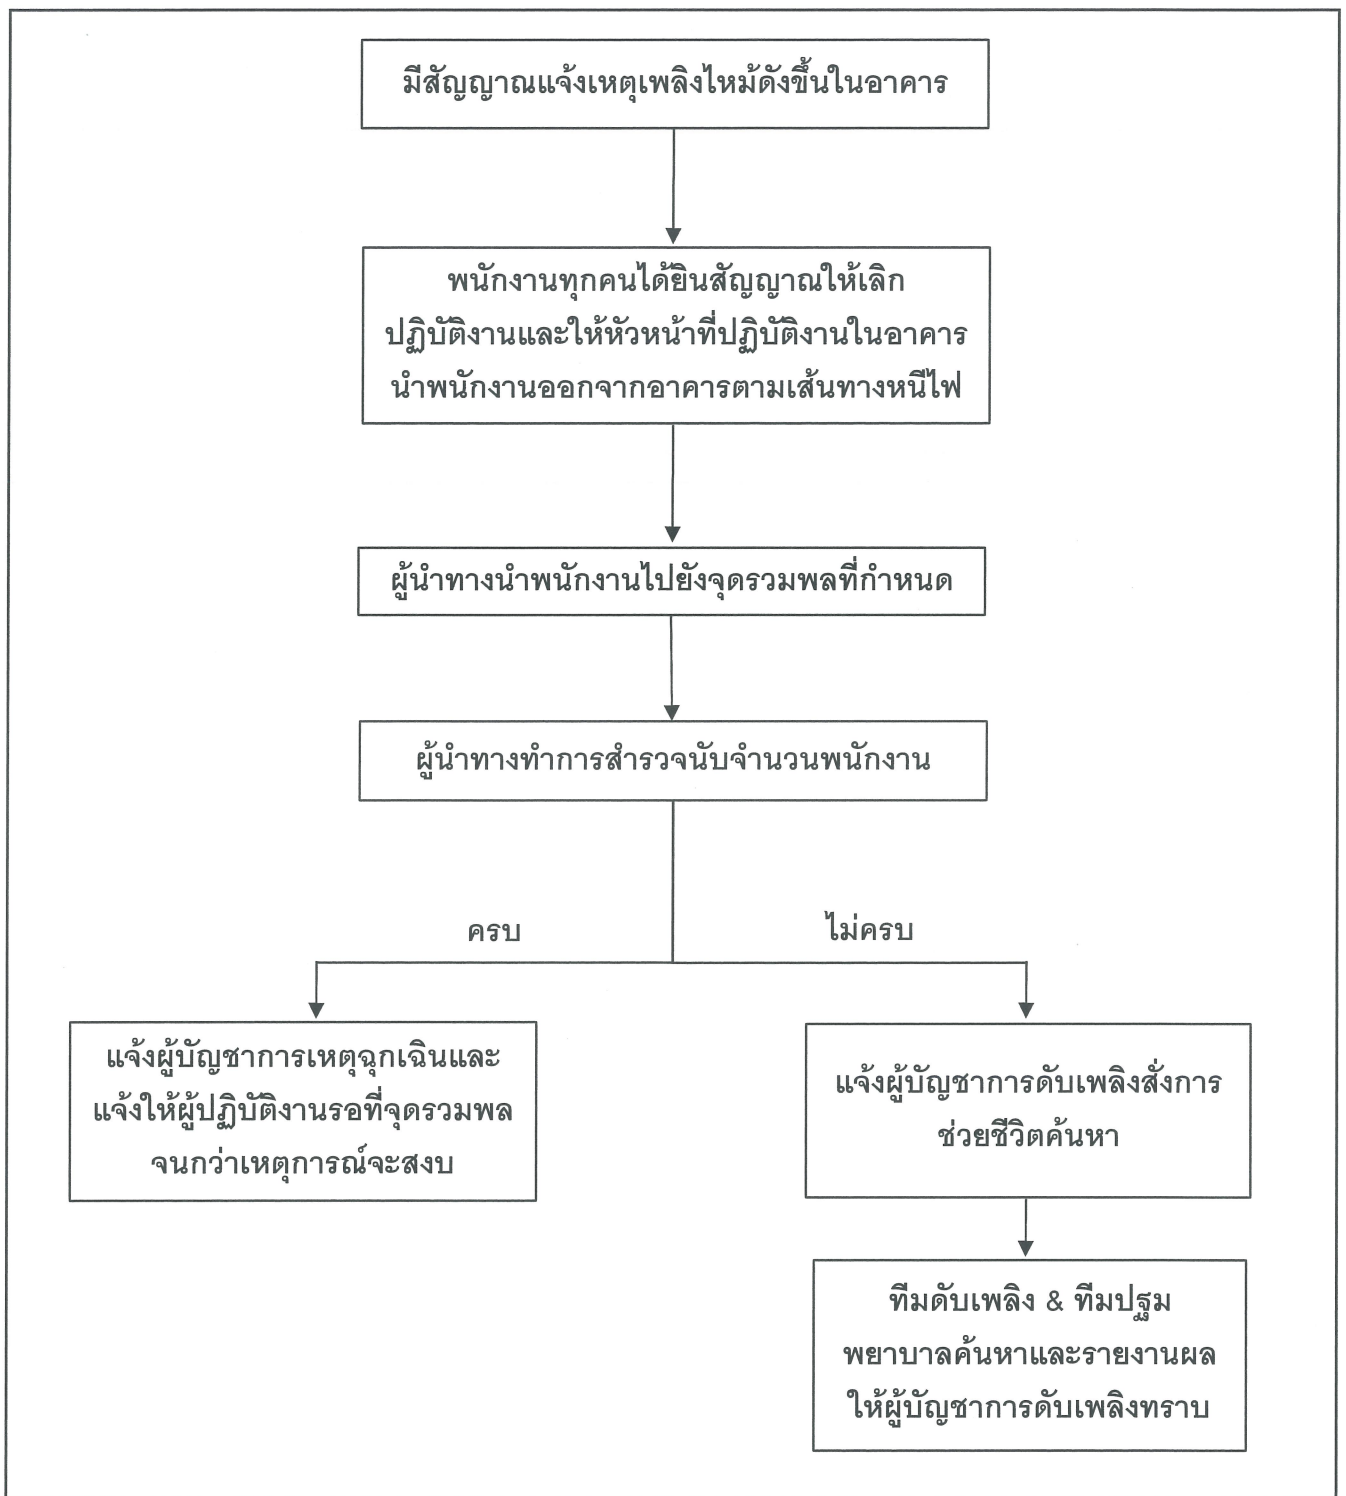 มีสัญญาณแจ้งเหตุเพลิงไหม้ดังขึ้นในอาคาร
พนักงานทุกคนได้ยินสัญญาณให้เลิก
ปฏิบัติงานและให้หัวหน้าที่ปฏิบัติงานในอาคาร
นำพนักงานออกจากอาคารตามเส้นทางหนีไฟ
ผู้นำทางนำพนักงานไปยังจุดรวมพลที่กำหนด
ผู้นำทางทำการสำรวจนับจำนวนพนักงาน
ครบ
ไม่ครบ
แจ้งผู้บัญชาการเหตุฉุกเฉินและ
แจ้งให้ผู้ปฏิบัติงานรอที่จุดรวมพล
จนกว่าเหตุการณ์จะสงบ
แจ้งผู้บัญชาการดับเพลิงสั่งการ
ช่วยชีวิตค้นหา
ทีมดับเพลิง & ทีมปฐม
พยาบาลค้นหาและรายงานผล
ให้ผู้บัญชาการดับเพลิงทราบ